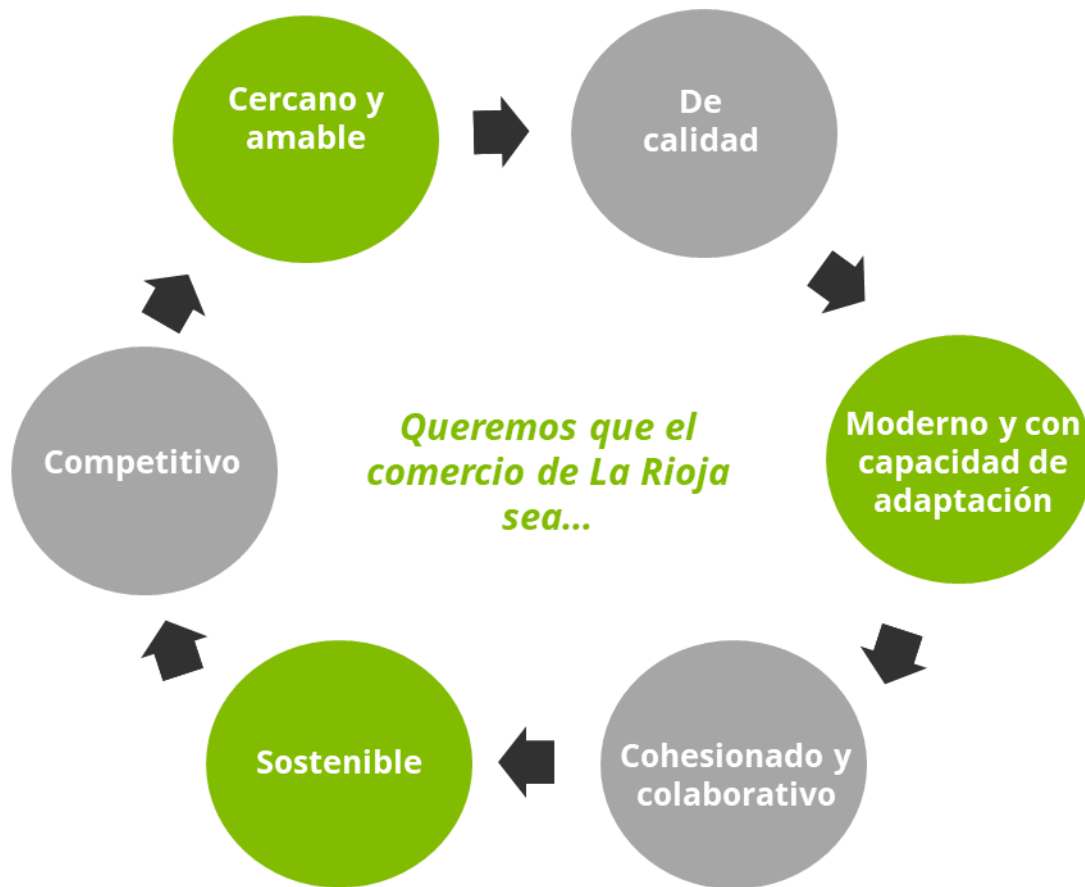 Cercano y
amable
De
calidad
Moderno y con
capacidad de
adaptación
Cohesionado y
colaborativo
Sostenible
Competitivo
Queremos que el
comercio de La Rioja
sea...